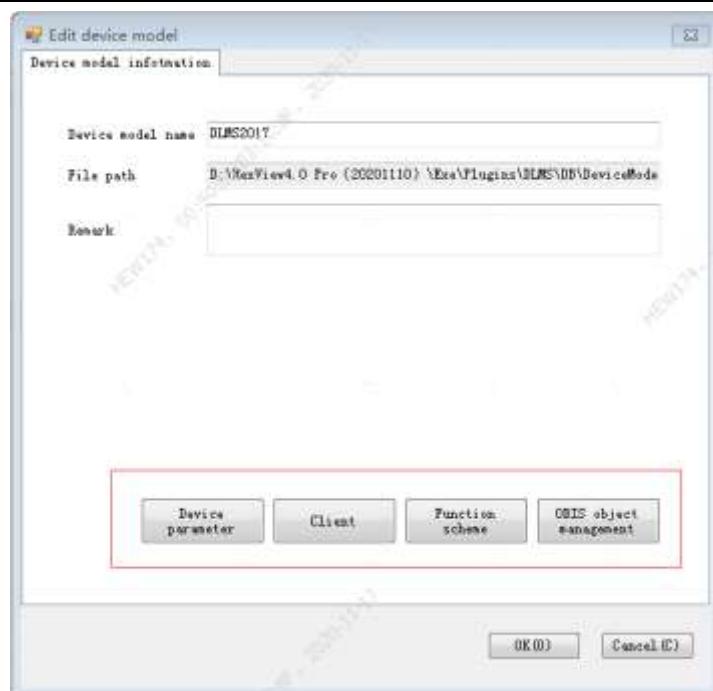 Edit device model
Device model infotmation
Device model name DLMS2017
File path D:\HexView4.0 Pro (20201110) \Exe\Plugins\DLMS\DB\DeviceMode
Remark
Device parameter
Client
Function scheme
OBIS object management
OK(O)
Cancel(C)